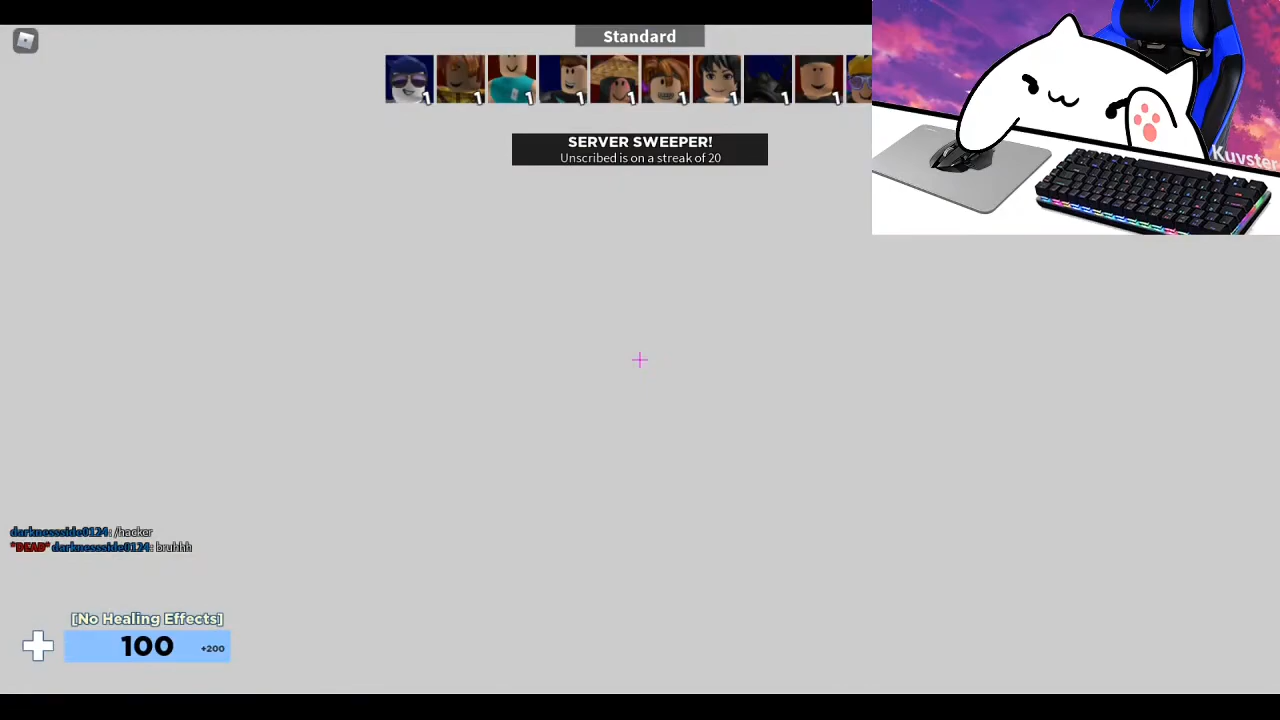 Standard
1 1 1 1 1 1 1 1 1
SERVER SWEEPER!
Unscribed is on a streak of 20
Kuvster
darknessside0124: /hacker
*DEAD* darknessside0124: bruhhh
[No Healing Effects]
100 +200